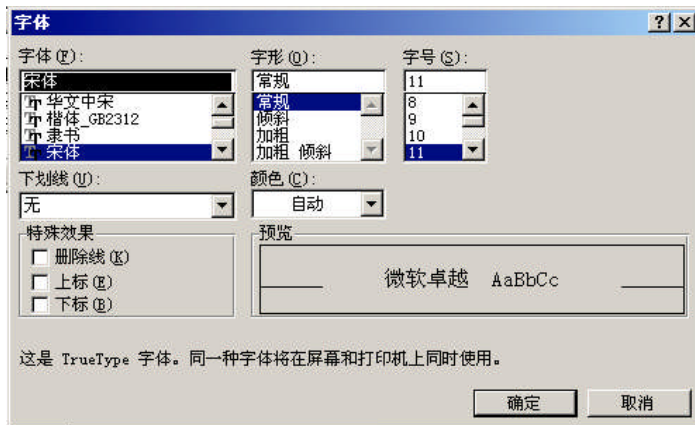 字体
字体(F): 字形(O): 字号(S):
宋体 常规 11
华文中宋 常规 8
楷体_GB2312 倾斜 9
隶书 加粗 10
宋体 加粗 倾斜 11
下划线(U): 颜色(C):
无 自动
特殊效果 预览
删除线(K)
上标(E)
下标(B)
微软卓越 AaBbCc
这是 TrueType 字体。同一种字体将在屏幕和打印机上同时使用。
确定 取消